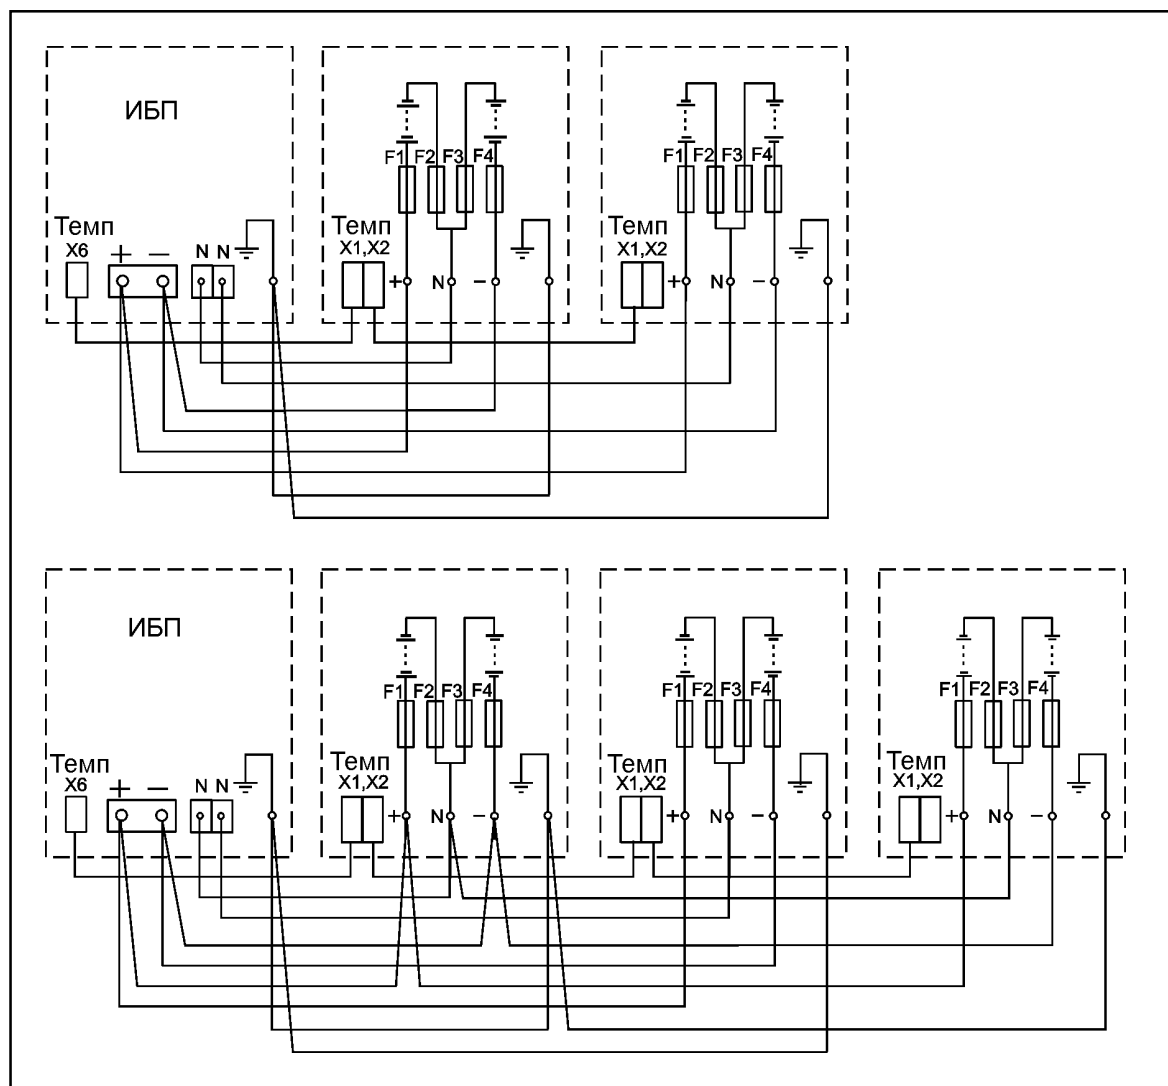 ИБП
F1 F2 F3 F4
F1 F2 F3 F4
Темп
X6
+ −
N N
Темп
X1,X2
+ N −
Темп
X1,X2
+ N −
ИБП
F1 F2 F3 F4
F1 F2 F3 F4
F1 F2 F3 F4
Темп
X6
+ −
N N
Темп
X1,X2
+ N −
Темп
X1,X2
+ N −
Темп
X1,X2
+ N −